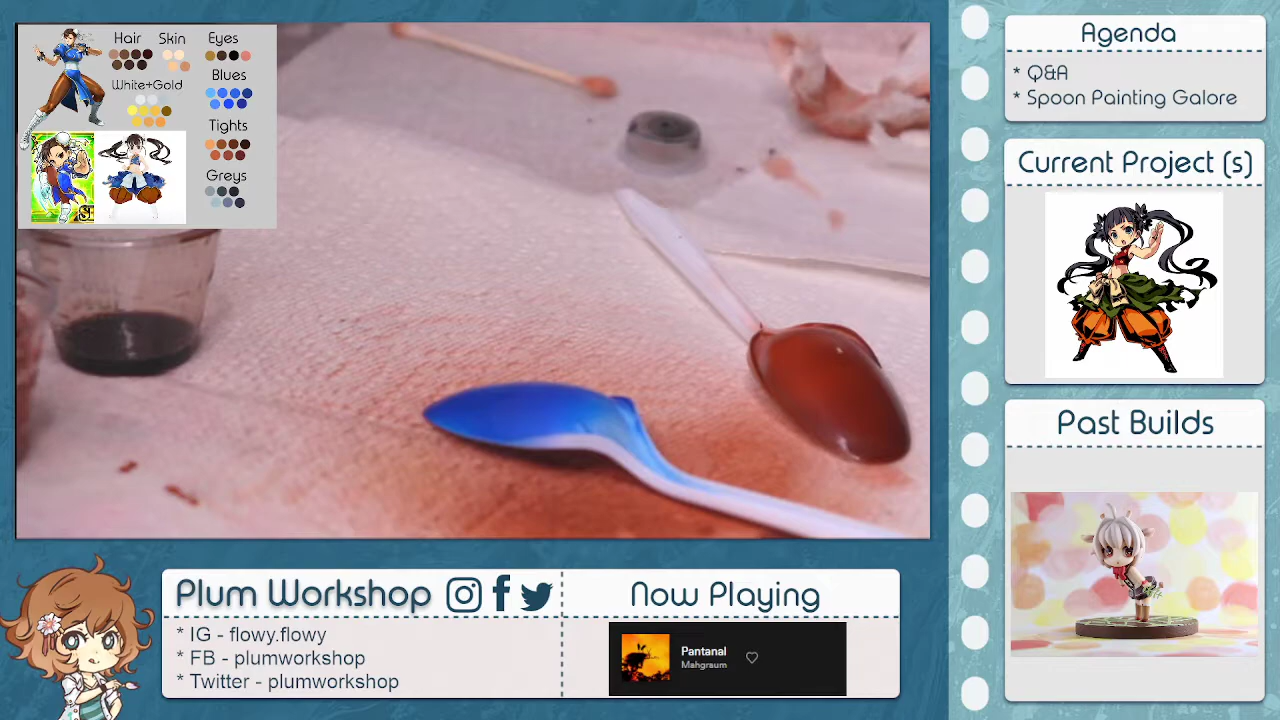 Hair Skin Eyes
White+Gold
Blues
Tights
Greys
Agenda
* Q&A
* Spoon Painting Galore
Current Project (s)
Past Builds
Plum Workshop
* IG - flowy.flowy
* FB - plumworkshop
* Twitter - plumworkshop
Now Playing
Pantanal
Mahgraum